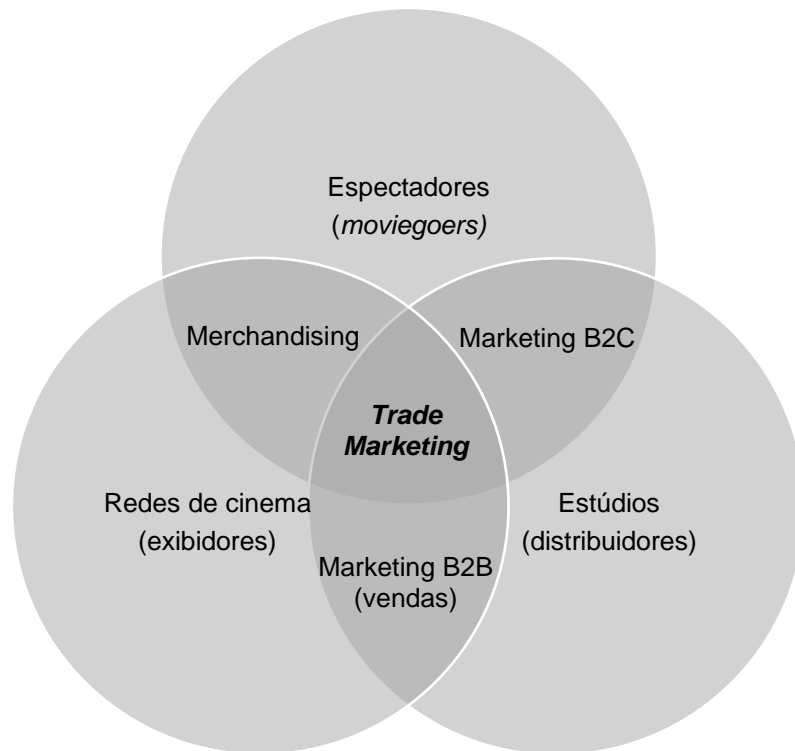 Espectadores
(moviegoers)
Merchandising
Marketing B2C
Trade
Marketing
Redes de cinema
(exibidores)
Estúdios
(distribuidores)
Marketing B2B
(vendas)